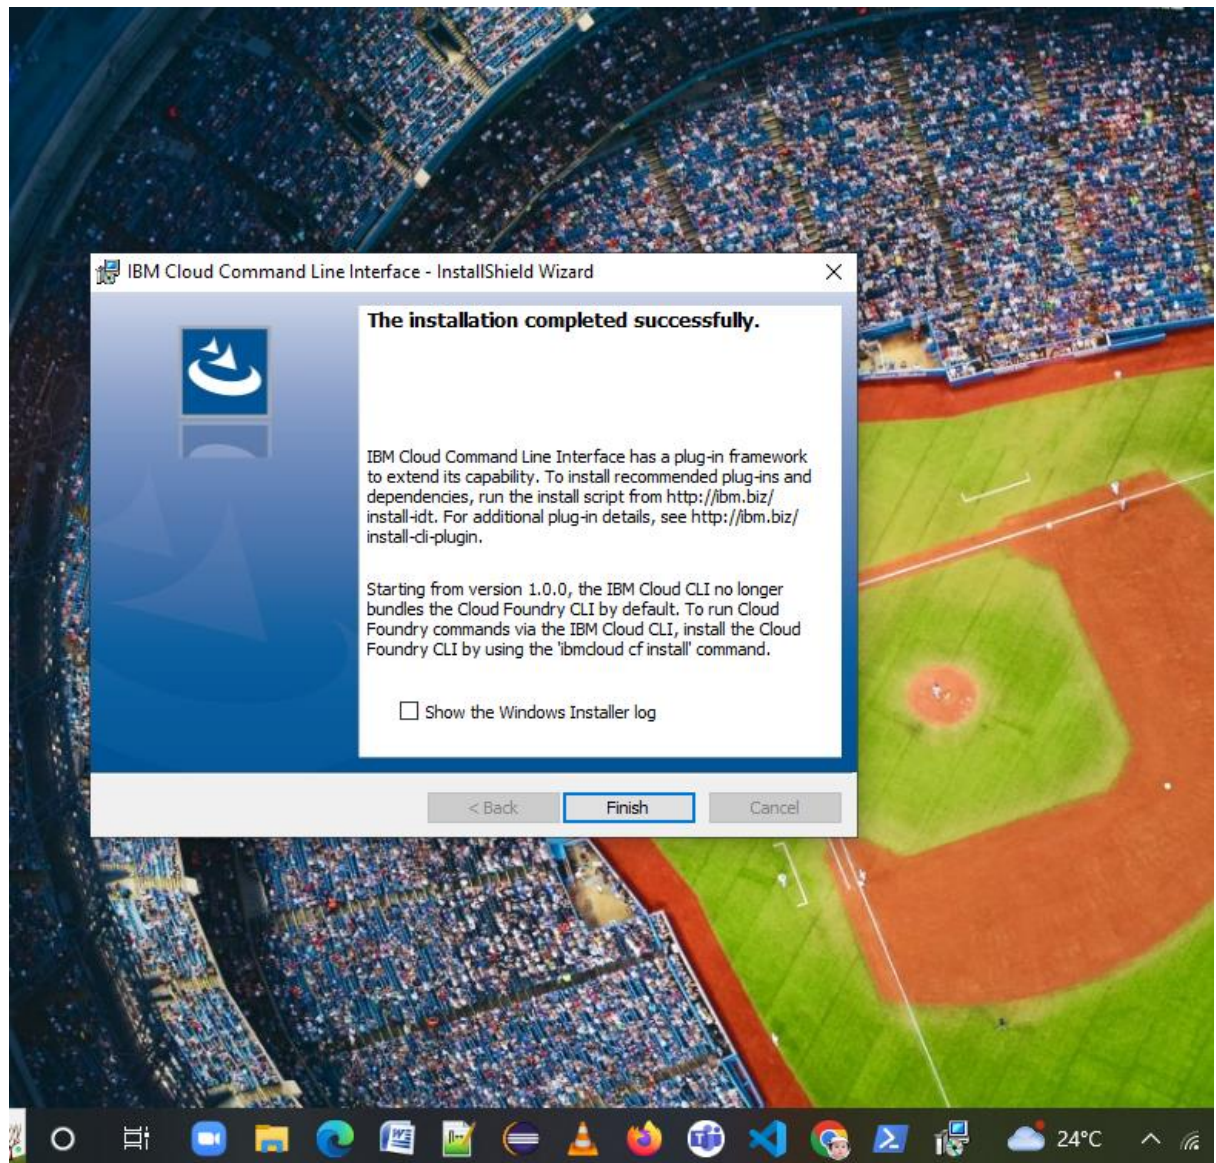 IBM Cloud Command Line Interface - InstallShield Wizard
The installation completed successfully.
IBM Cloud Command Line Interface has a plug-in framework
to extend its capability. To install recommended plug-ins and
dependencies, run the install script from http://ibm.biz/
install-idt. For additional plug-in details, see http://ibm.biz/
install-cli-plugin.
Starting from version 1.0.0, the IBM Cloud CLI no longer
bundles the Cloud Foundry CLI by default. To run Cloud
Foundry commands via the IBM Cloud CLI, install the Cloud
Foundry CLI by using the 'ibmcloud cf install' command.
Show the Windows Installer log
< Back Finish Cancel
24°C